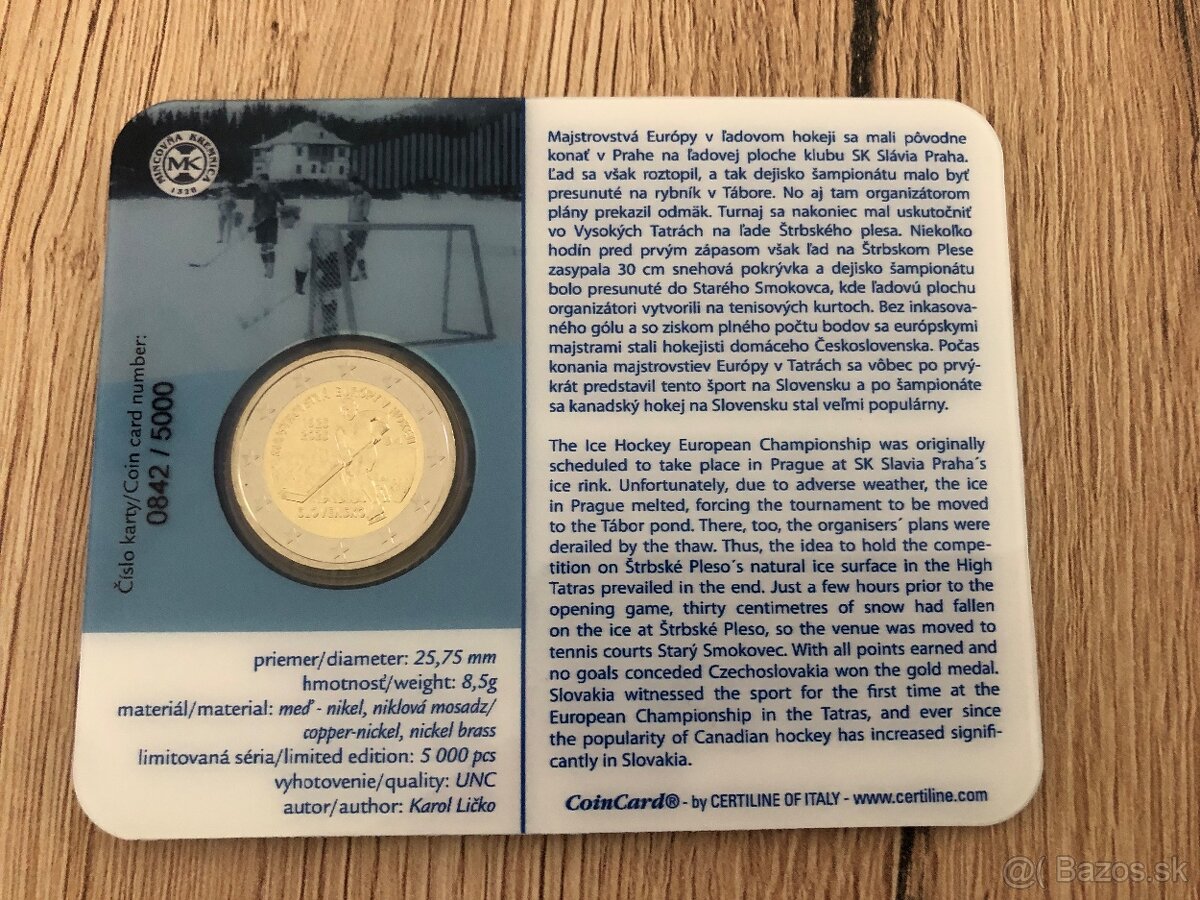 MINCOVŇA KREMNICA
MK
1328
Číslo karty/Coin card number:
0842 / 5000
MAJSTROVSTVÁ EURÓPY V HOKEJI
1925
2025
SLOVENSKO
priemer/diameter: 25,75 mm
hmotnosť/weight: 8,5g
materiál/material: meď - nikel, niklová mosadz/
copper-nickel, nickel brass
limitovaná séria/limited edition: 5 000 pcs
vyhotovenie/quality: UNC
autor/author: Karol Ličko
Majstrovstvá Európy v ľadovom hokeji sa mali pôvodne
konať v Prahe na ľadovej ploche klubu SK Slávia Praha.
Ľad sa však roztopil, a tak dejisko šampionátu malo byť
presunuté na rybník v Tábore. No aj tam organizátorom
plány prekazil odmäk. Turnaj sa nakoniec mal uskutočniť
vo Vysokých Tatrách na ľade Štrbského plesa. Niekoľko
hodín pred prvým zápasom však ľad na Štrbskom Plese
zasypala 30 cm snehová pokrývka a dejisko šampionátu
bolo presunuté do Starého Smokovca, kde ľadovú plochu
organizátori vytvorili na tenisových kurtoch. Bez inkasova-
ného gólu a so ziskom plného počtu bodov sa európskymi
majstrami stali hokejisti domáceho Československa. Počas
konania majstrovstiev Európy v Tatrách sa vôbec po prvý-
krát predstavil tento šport na Slovensku a po šampionáte
sa kanadský hokej na Slovensku stal veľmi populárny.
The Ice Hockey European Championship was originally
scheduled to take place in Prague at SK Slavia Praha´s
ice rink. Unfortunately, due to adverse weather, the ice
in Prague melted, forcing the tournament to be moved
to the Tábor pond. There, too, the organisers´ plans were
derailed by the thaw. Thus, the idea to hold the compe-
tition on Štrbské Pleso´s natural ice surface in the High
Tatras prevailed in the end. Just a few hours prior to the
opening game, thirty centimetres of snow had fallen
on the ice at Štrbské Pleso, so the venue was moved to
tennis courts Starý Smokovec. With all points earned and
no goals conceded Czechoslovakia won the gold medal.
Slovakia witnessed the sport for the first time at the
European Championship in the Tatras, and ever since
the popularity of Canadian hockey has increased signifi-
cantly in Slovakia.
CoinCard® - by CERTILINE OF ITALY - www.certiline.com
@( Bazos.sk